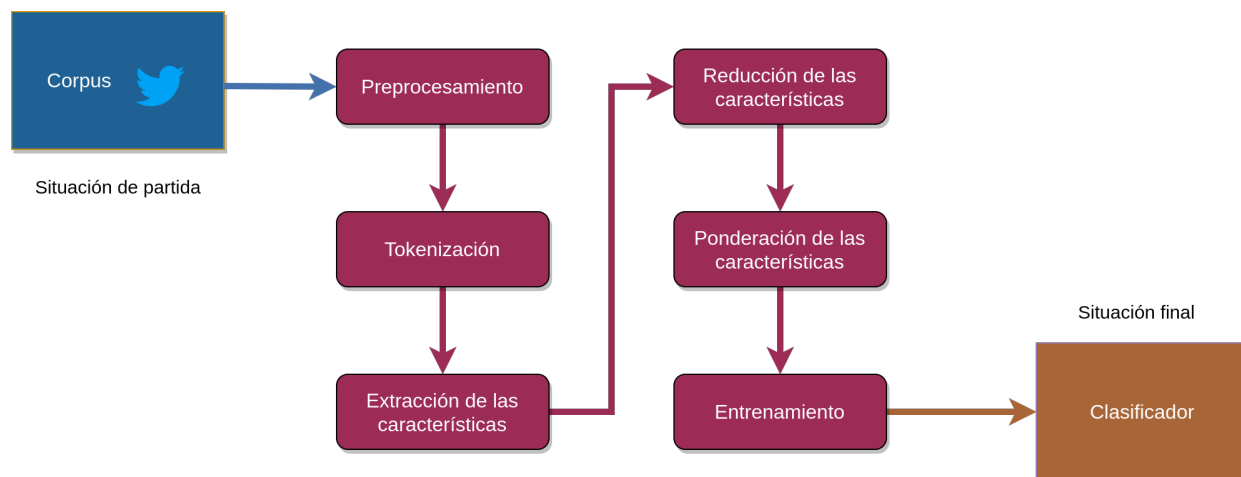 Corpus
Situación de partida
Preprocesamiento
Tokenización
Extracción de las
características
Reducción de las
características
Ponderación de las
características
Entrenamiento
Situación final
Clasificador